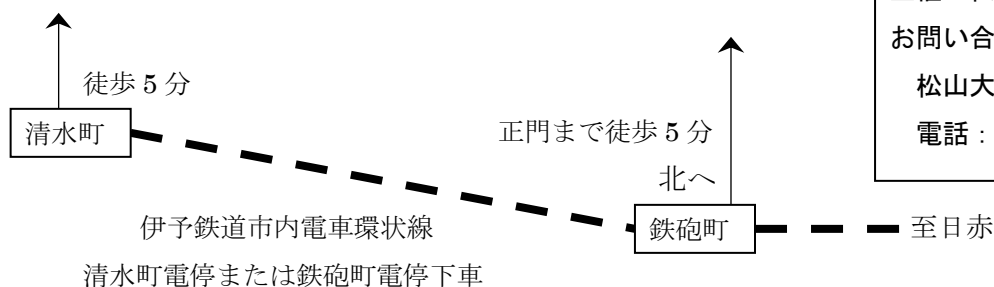 お問い合
松山大
電話：
徒歩 5 分
清水町
正門まで徒歩 5 分
北へ
鉄砲町
至日赤
伊予鉄道市内電車環状線
清水町電停または鉄砲町電停下車